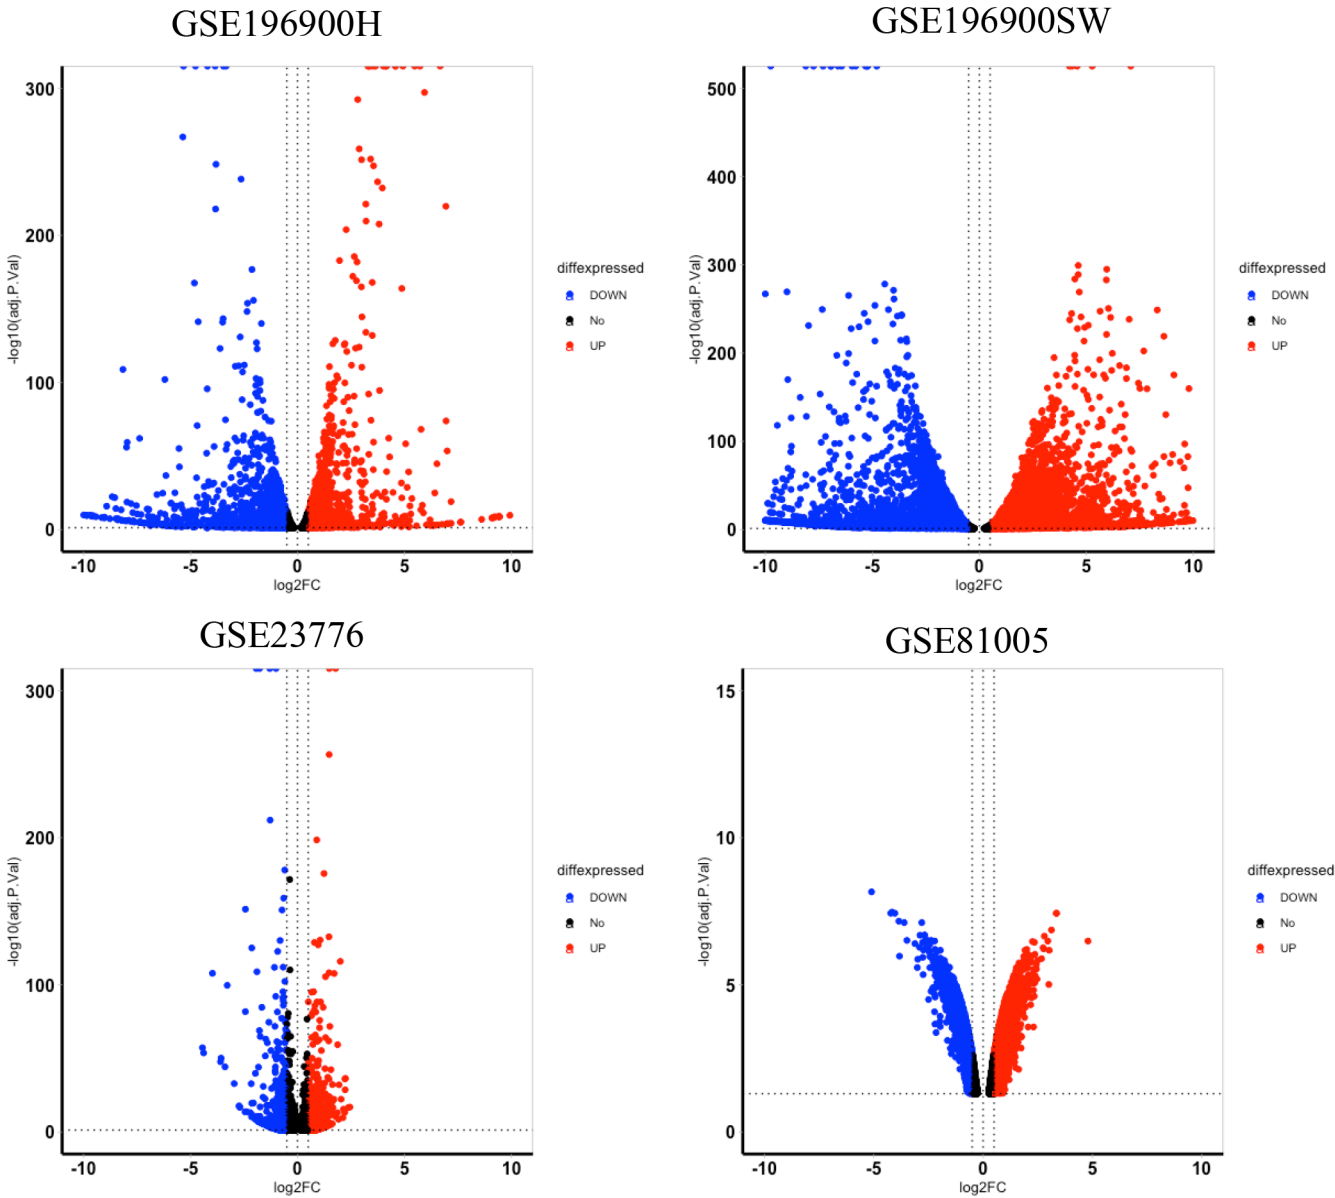 GSE196900H
GSE196900SW
-log10(adj.P.Val)
300
200
100
0
-10
-5
0
5
10
log2FC
diffexpressed
DOWN
No
UP
-log10(adj.P.Val)
500
400
300
200
100
0
-10
-5
0
5
10
log2FC
diffexpressed
DOWN
No
UP
GSE23776
GSE81005
-log10(adj.P.Val)
300
200
100
0
-10
-5
0
5
10
log2FC
diffexpressed
DOWN
No
UP
-log10(adj.P.Val)
15
10
5
0
-10
-5
0
5
10
log2FC
diffexpressed
DOWN
No
UP